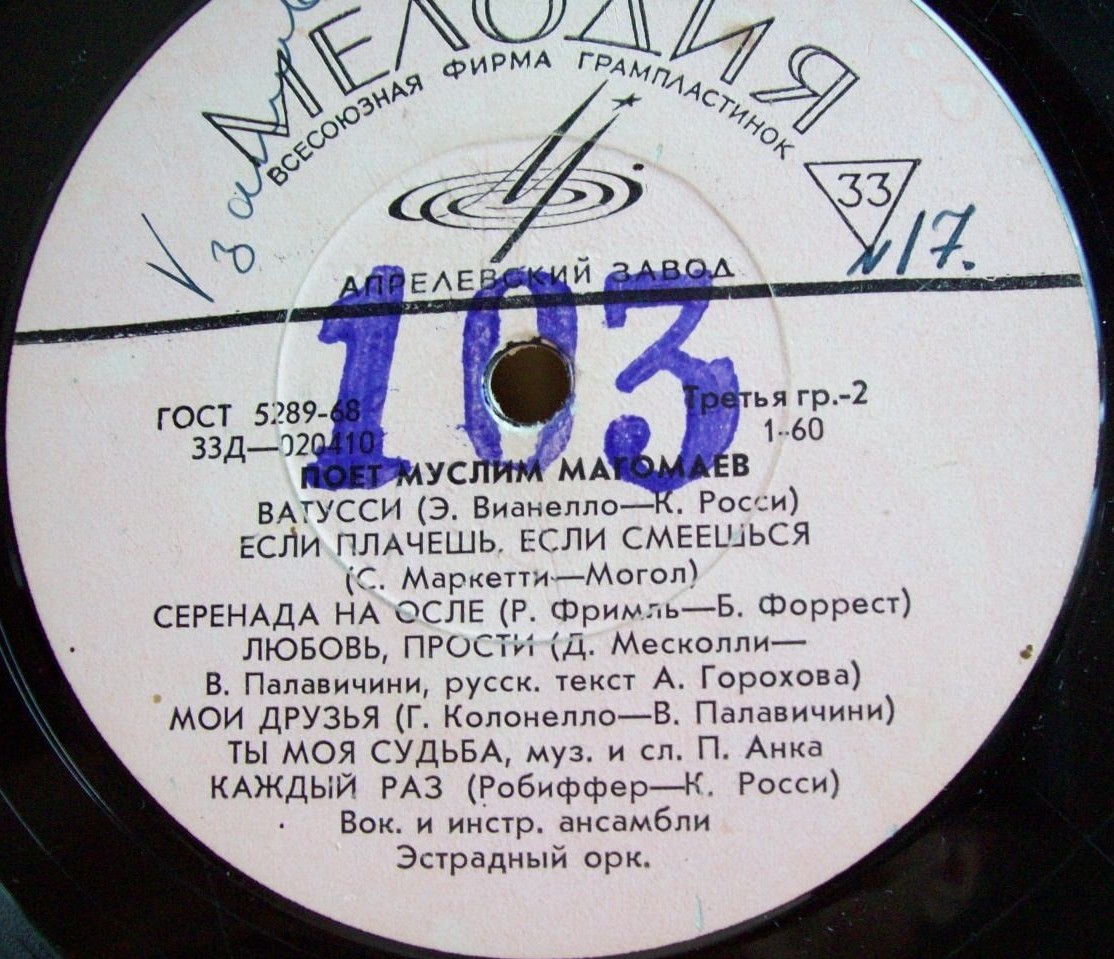 МЕЛОДИЯ
ВСЕСОЮЗНАЯ ФИРМА ГРАМПЛАСТИНОК
33
№17.
АПРЕЛЕВСКИЙ ЗАВОД
103
ГОСТ 5289-68
Третья гр.-2
33Д—020410
1-60
ПОЕТ МУСЛИМ МАГОМАЕВ
ВАТУССИ (Э. Вианелло—К. Росси)
ЕСЛИ ПЛАЧЕШЬ, ЕСЛИ СМЕЕШЬСЯ
(С. Маркетти—Могол)
СЕРЕНАДА НА ОСЛЕ (Р. Фримль—Б. Форрест)
ЛЮБОВЬ, ПРОСТИ (Д. Месколли—
В. Палавичини, русск. текст А. Горохова)
МОИ ДРУЗЬЯ (Г. Колонелло—В. Палавичини)
ТЫ МОЯ СУДЬБА, муз. и сл. П. Анка
КАЖДЫЙ РАЗ (Робиффер—К. Росси)
Вок. и инстр. ансамбли
Эстрадный орк.